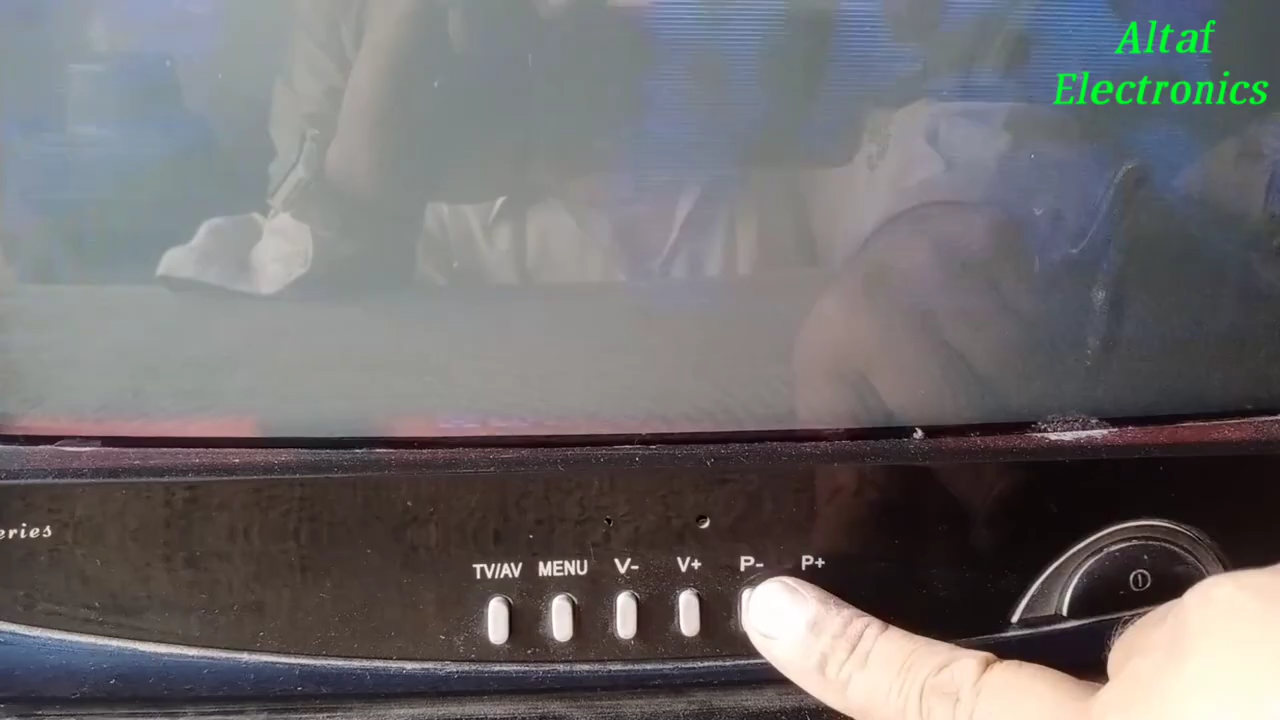 Altaf
Electronics
eries
TV/AV MENU V- V+ P- P+